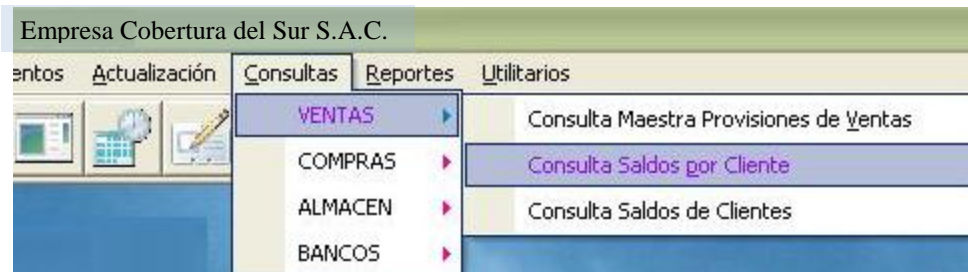 Empresa Cobertura del Sur S.A.C.
entos Actualización Consultas Reportes Utilitarios
VENTAS Consulta Maestra Provisiones de Ventas
COMPRAS Consulta Saldos por Cliente
ALMACEN Consulta Saldos de Clientes
BANCOS